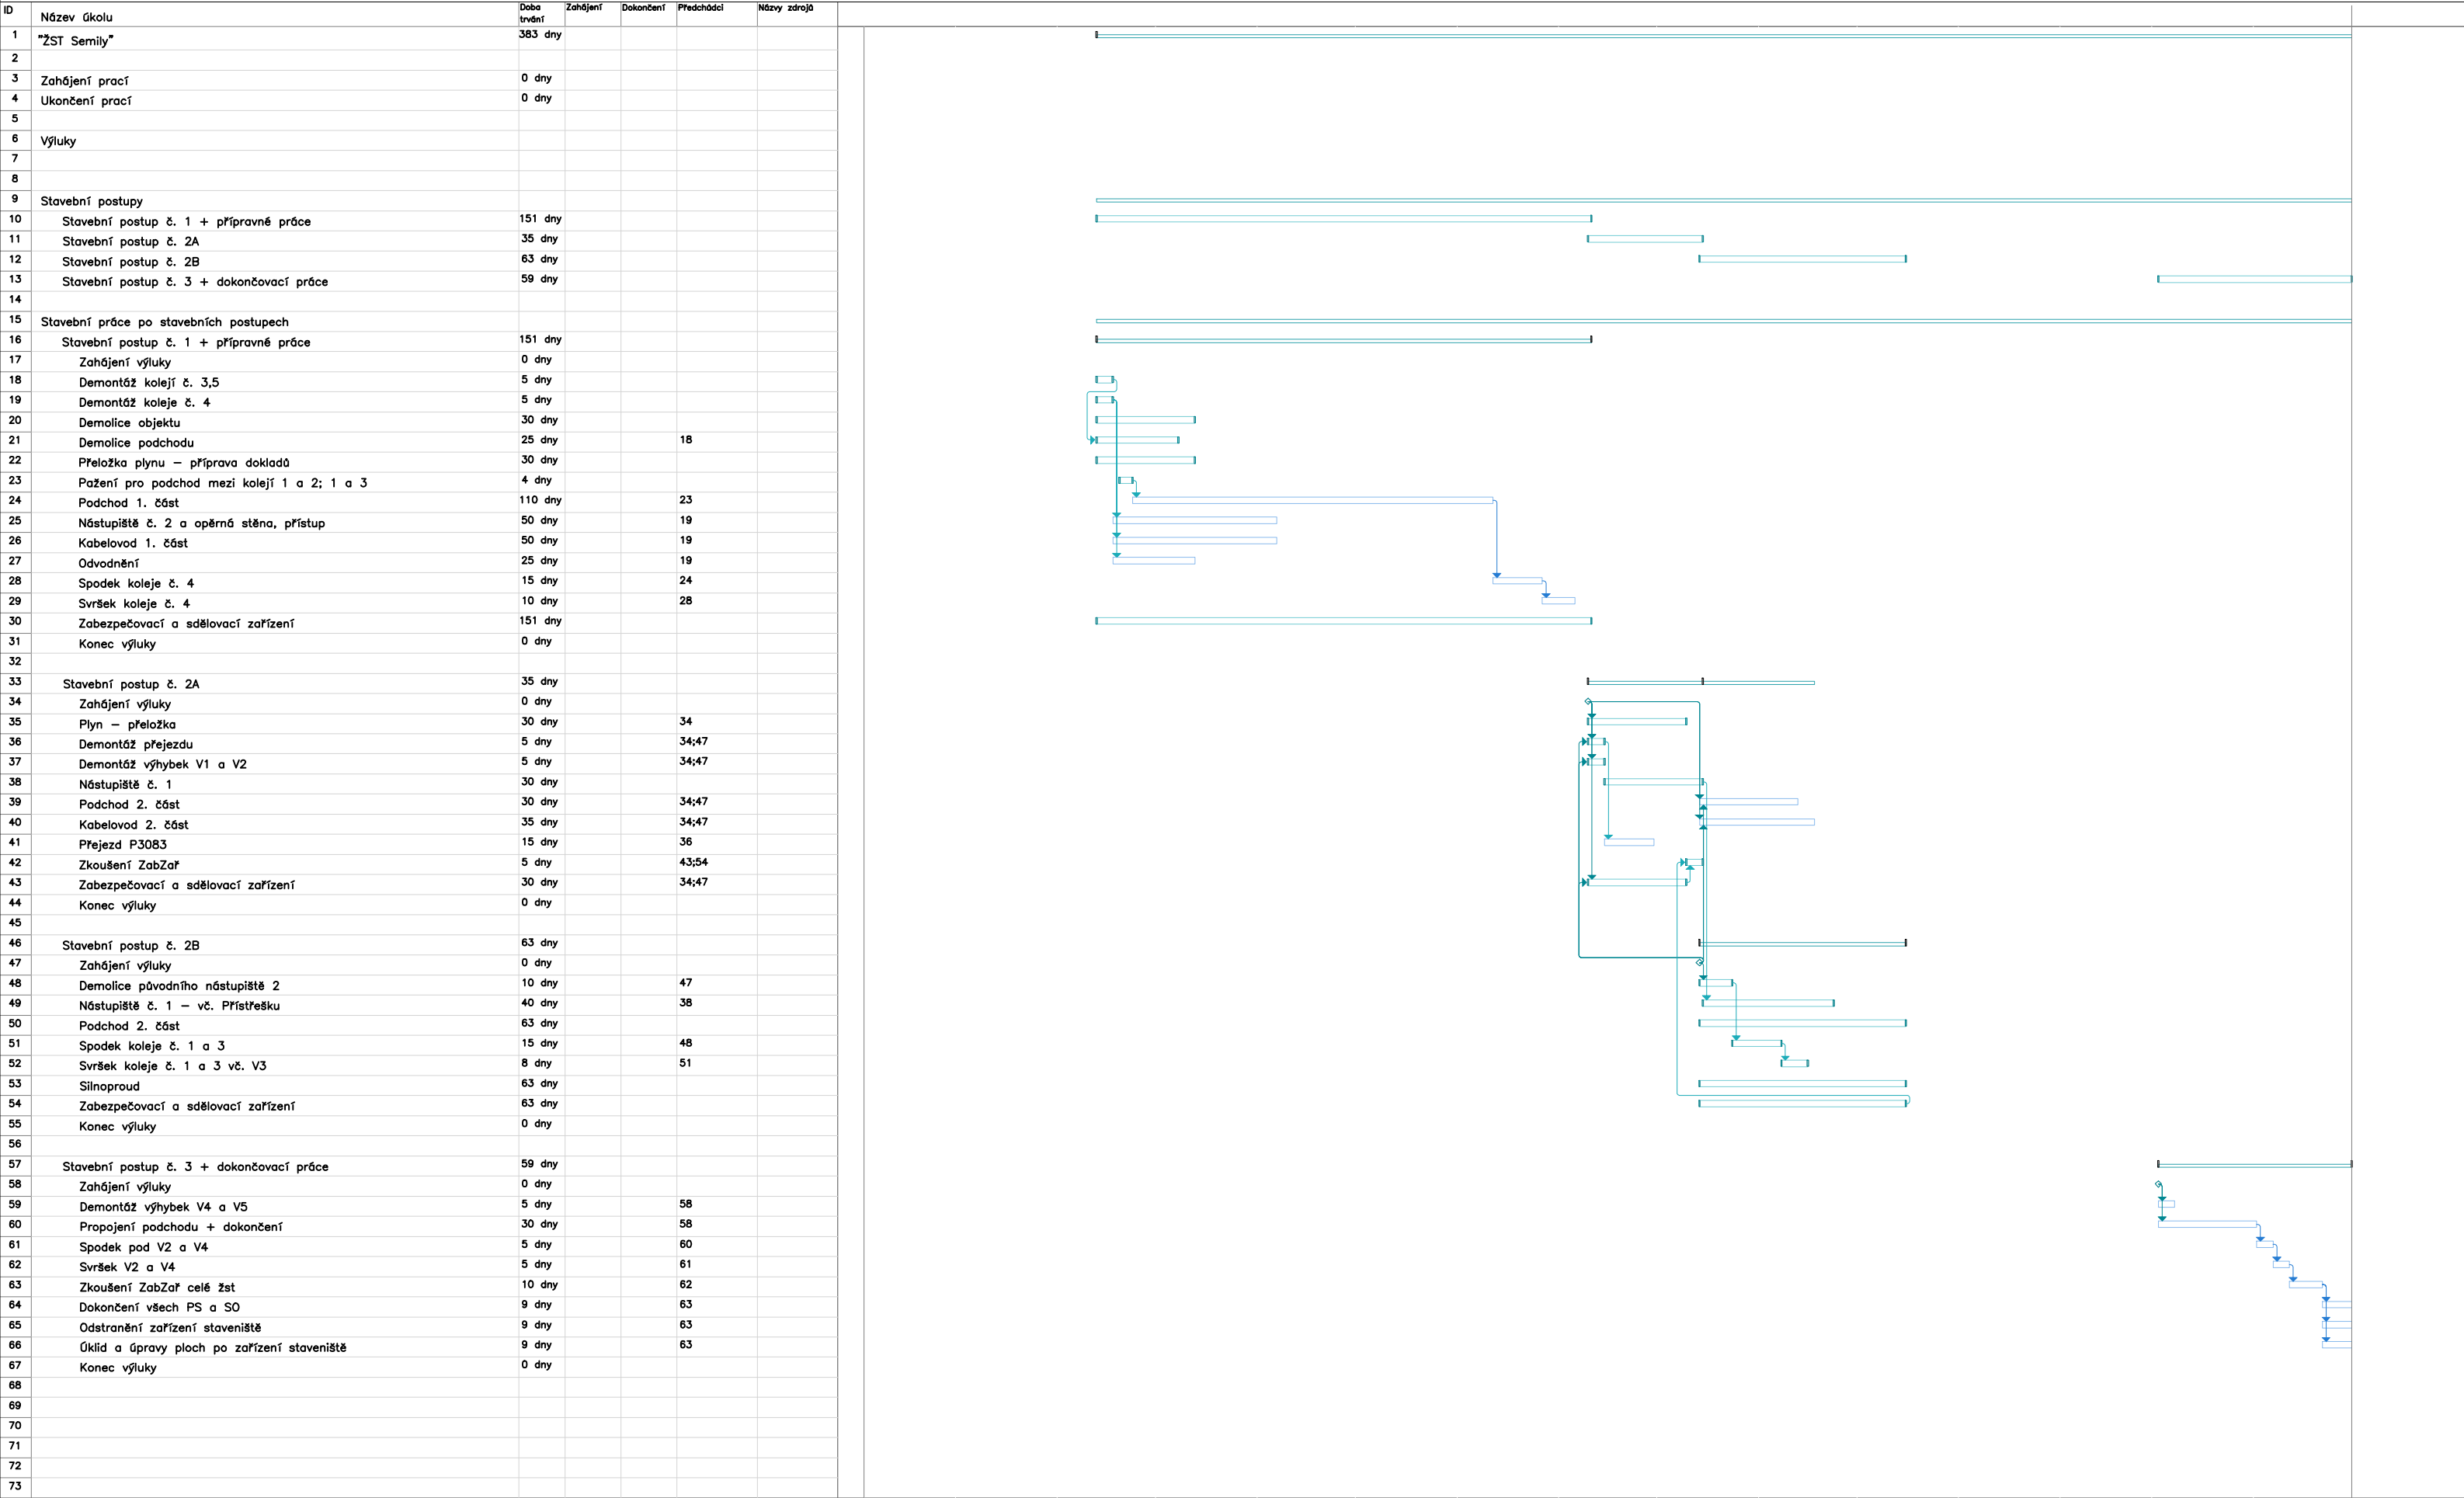 ID Název úkolu Doba trvání Zahájení Dokončení Předchůdci Názvy zdrojů
1 "ŽST Semily" 383 dny
2
3 Zahájení prací 0 dny
4 Ukončení prací 0 dny
5
6 Výluky
7
8
9 Stavební postupy
10 Stavební postup č. 1 + přípravné práce 151 dny
11 Stavební postup č. 2A 35 dny
12 Stavební postup č. 2B 63 dny
13 Stavební postup č. 3 + dokončovací práce 59 dny
14
15 Stavební práce po stavebních postupech
16 Stavební postup č. 1 + přípravné práce 151 dny
17 Zahájení výluky 0 dny
18 Demontáž kolejí č. 3,5 5 dny
19 Demontáž koleje č. 4 5 dny
20 Demolice objektu 30 dny
21 Demolice podchodu 25 dny 18
22 Přeložka plynu – příprava dokladů 30 dny
23 Pažení pro podchod mezi kolejí 1 a 2; 1 a 3 4 dny
24 Podchod 1. část 110 dny 23
25 Nástupiště č. 2 a opěrná stěna, přístup 50 dny 19
26 Kabelovod 1. část 50 dny 19
27 Odvodnění 25 dny 19
28 Spodek koleje č. 4 15 dny 24
29 Svršek koleje č. 4 10 dny 28
30 Zabezpečovací a sdělovací zařízení 151 dny
31 Konec výluky 0 dny
32
33 Stavební postup č. 2A 35 dny
34 Zahájení výluky 0 dny
35 Plyn – přeložka 30 dny 34
36 Demontáž přejezdu 5 dny 34;47
37 Demontáž výhybek V1 a V2 5 dny 34;47
38 Nástupiště č. 1 30 dny
39 Podchod 2. část 30 dny 34;47
40 Kabelovod 2. část 35 dny 34;47
41 Přejezd P3083 15 dny 36
42 Zkoušení ZabZař 5 dny 43;54
43 Zabezpečovací a sdělovací zařízení 30 dny 34;47
44 Konec výluky 0 dny
45
46 Stavební postup č. 2B 63 dny
47 Zahájení výluky 0 dny
48 Demolice původního nástupiště 2 10 dny 47
49 Nástupiště č. 1 – vč. Přístřešku 40 dny 38
50 Podchod 2. část 63 dny
51 Spodek koleje č. 1 a 3 15 dny 48
52 Svršek koleje č. 1 a 3 vč. V3 8 dny 51
53 Silnoproud 63 dny
54 Zabezpečovací a sdělovací zařízení 63 dny
55 Konec výluky 0 dny
56
57 Stavební postup č. 3 + dokončovací práce 59 dny
58 Zahájení výluky 0 dny
59 Demontáž výhybek V4 a V5 5 dny 58
60 Propojení podchodu + dokončení 30 dny 58
61 Spodek pod V2 a V4 5 dny 60
62 Svršek V2 a V4 5 dny 61
63 Zkoušení ZabZař celé žst 10 dny 62
64 Dokončení všech PS a SO 9 dny 63
65 Odstranění zařízení staveniště 9 dny 63
66 Úklid a úpravy ploch po zařízení staveniště 9 dny 63
67 Konec výluky 0 dny
68
69
70
71
72
73